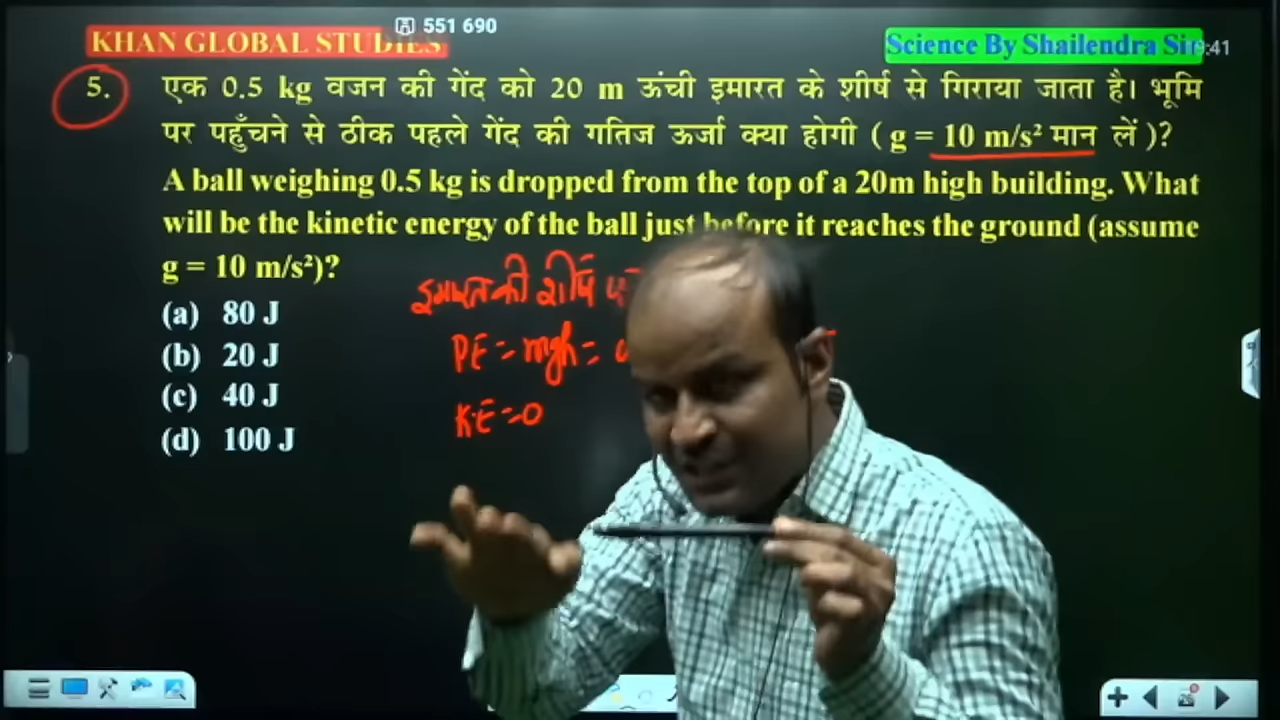 551 690
KHAN GLOBAL STUDIES
Science By Shailendra Sir
9:41
5. एक 0.5 kg वजन की गेंद को 20 m ऊंची इमारत के शीर्ष से गिराया जाता है। भूमि
पर पहुँचने से ठीक पहले गेंद की गतिज ऊर्जा क्या होगी ( g = 10 m/s² मान लें )?
A ball weighing 0.5 kg is dropped from the top of a 20m high building. What
will be the kinetic energy of the ball just before it reaches the ground (assume
g = 10 m/s²)?
इमारत की शीर्ष
(a) 80 J
PE = mgh =
(b) 20 J
(c) 40 J
K.E = 0
(d) 100 J